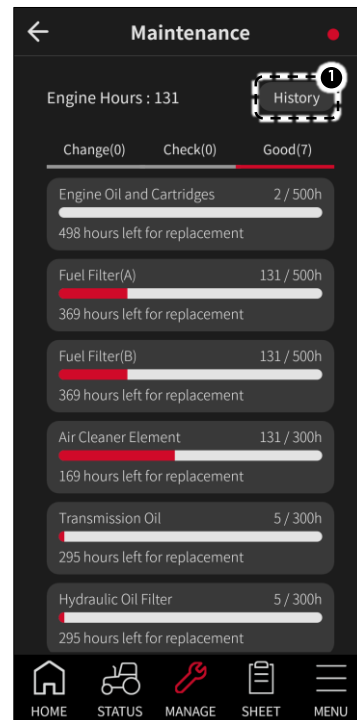 Maintenance
1
Engine Hours : 131
History
Change(0) Check(0) Good(7)
Engine Oil and Cartridges 2 / 500h
498 hours left for replacement
Fuel Filter(A) 131 / 500h
369 hours left for replacement
Fuel Filter(B) 131 / 500h
369 hours left for replacement
Air Cleaner Element 131 / 300h
169 hours left for replacement
Transmission Oil 5 / 300h
295 hours left for replacement
Hydraulic Oil Filter 5 / 300h
295 hours left for replacement
HOME STATUS MANAGE SHEET MENU